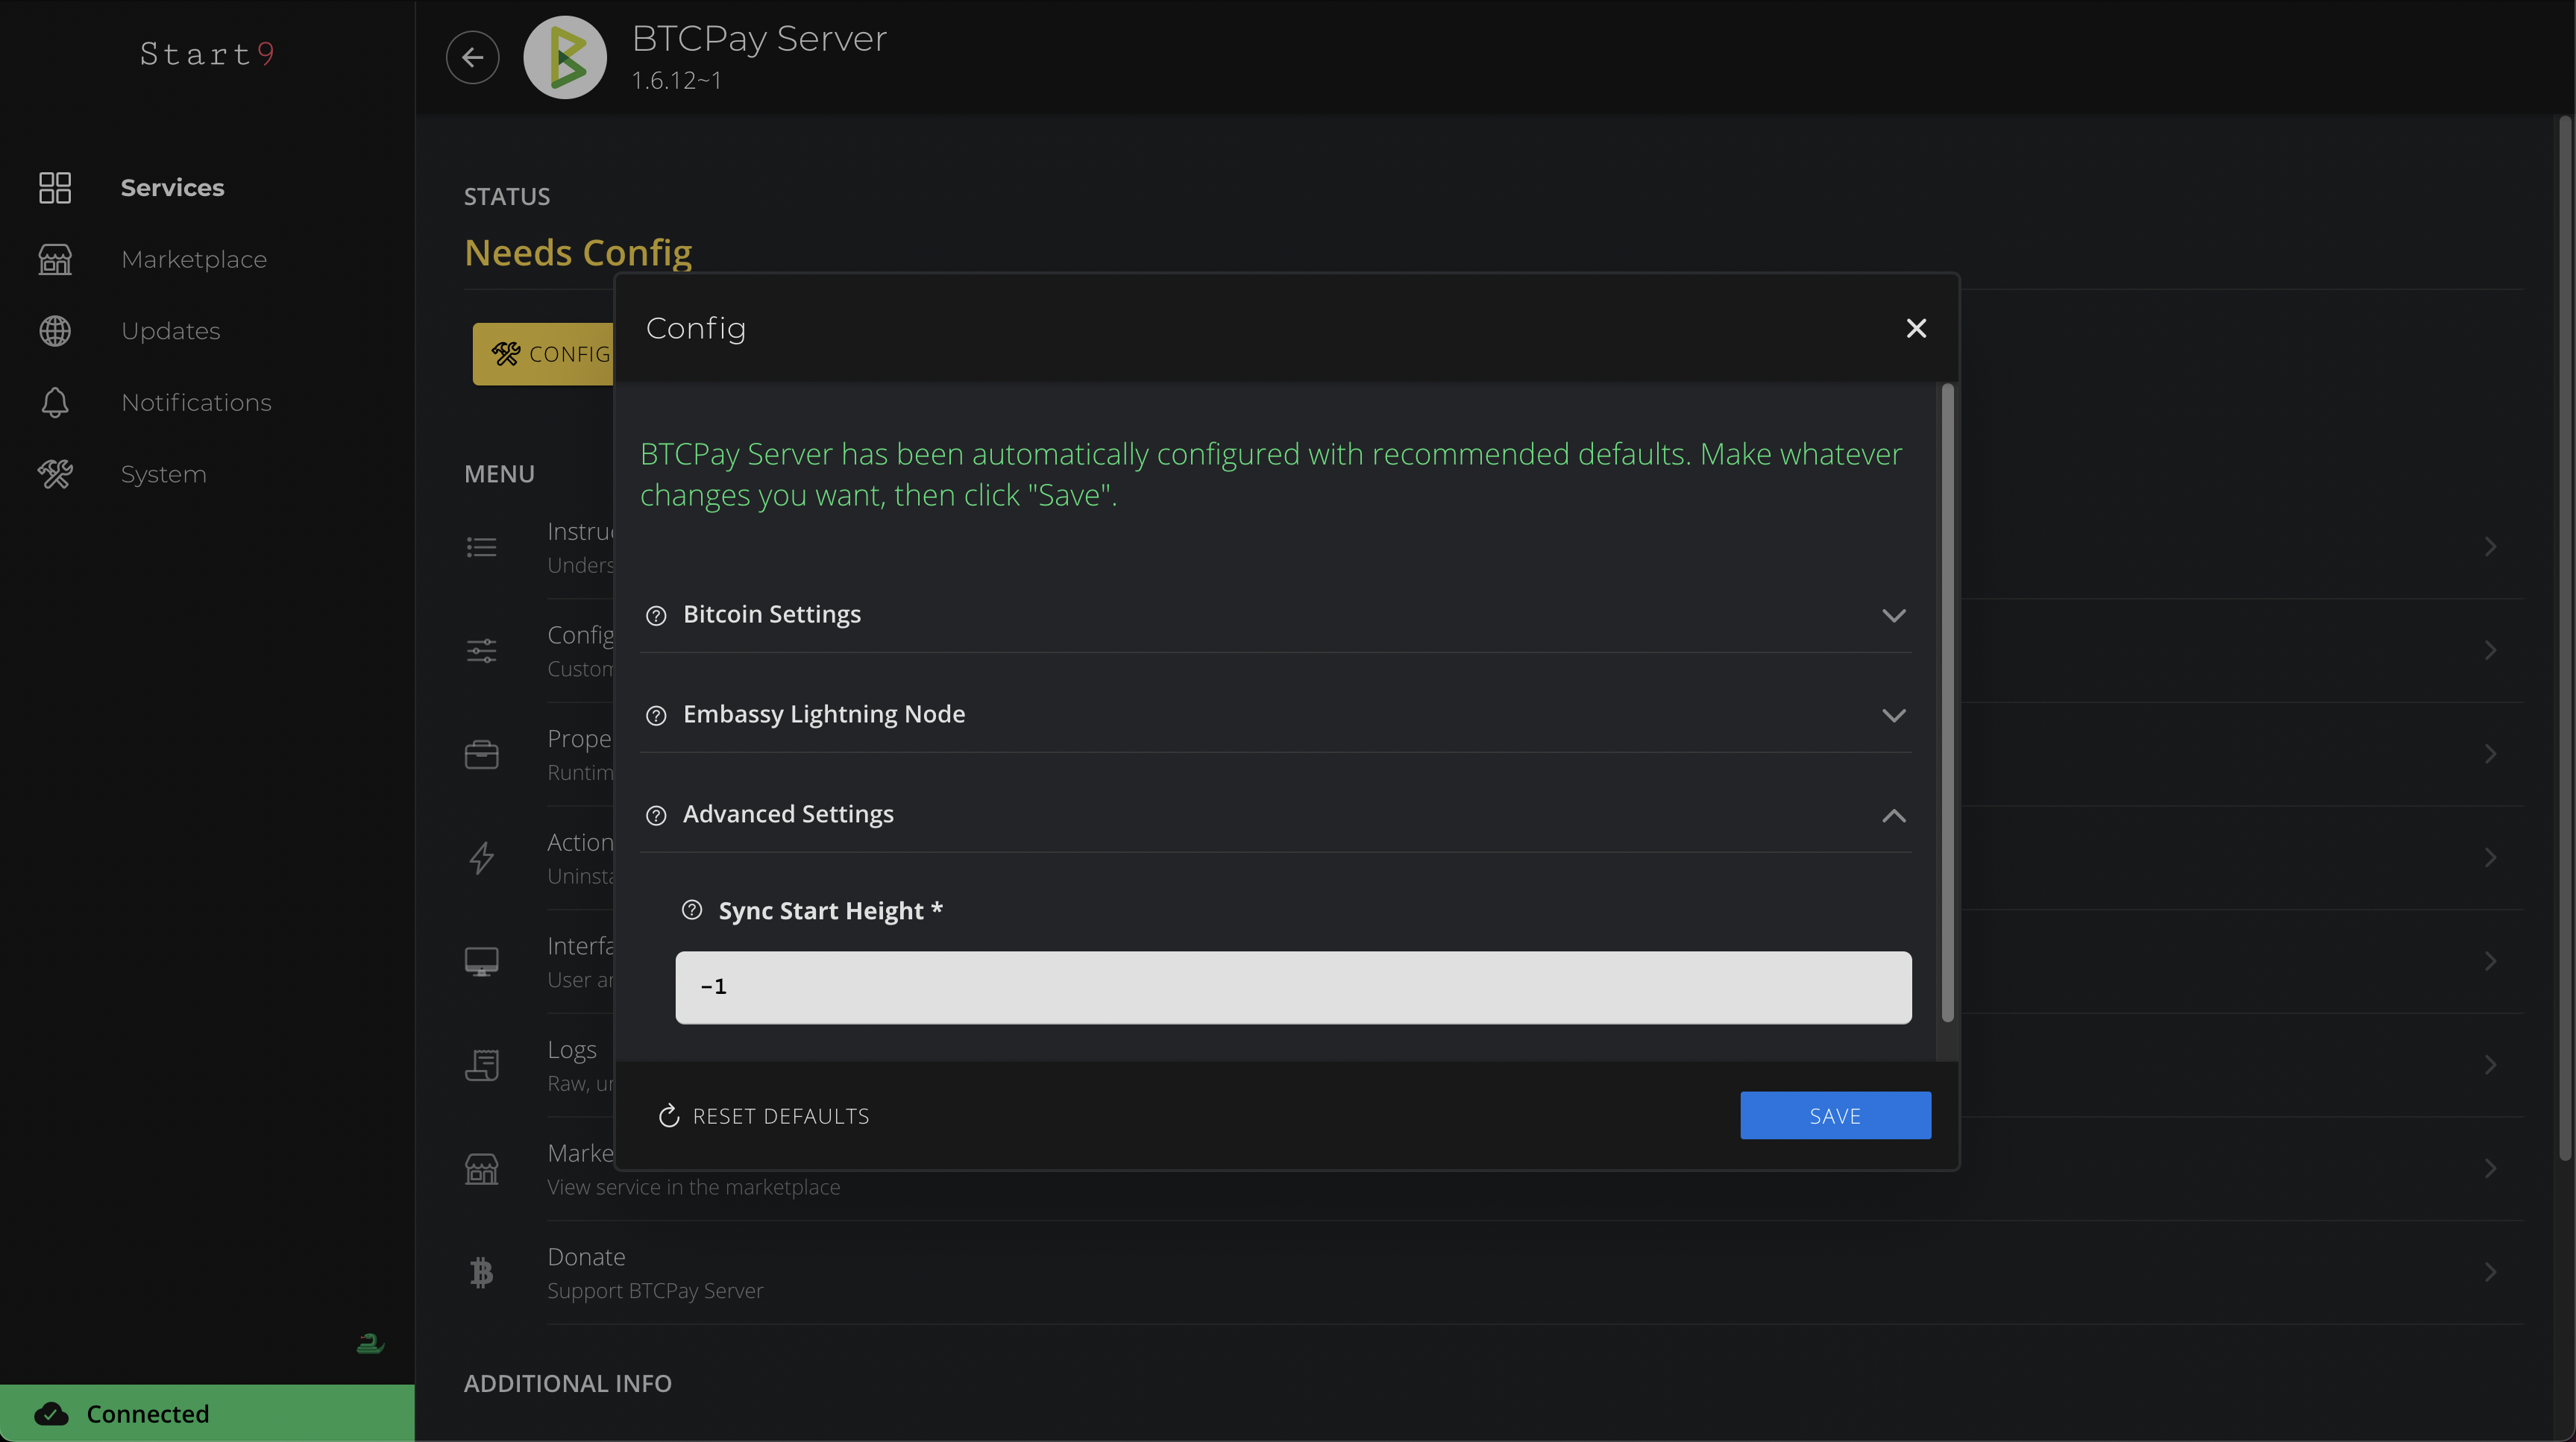 Start9
Services
Marketplace
Updates
Notifications
System
Connected
BTCPay Server
1.6.12~1
STATUS
Needs Config
CONFIG
MENU
Config
BTCPay Server has been automatically configured with recommended defaults. Make whatever
changes you want, then click "Save".
Bitcoin Settings
Embassy Lightning Node
Advanced Settings
Sync Start Height *
-1
RESET DEFAULTS
SAVE
Instruc
Unders
Config
Custom
Prope
Runtim
Action
Uninsta
Interfa
User ar
Logs
Raw, ur
Marke
View service in the marketplace
Donate
Support BTCPay Server
ADDITIONAL INFO